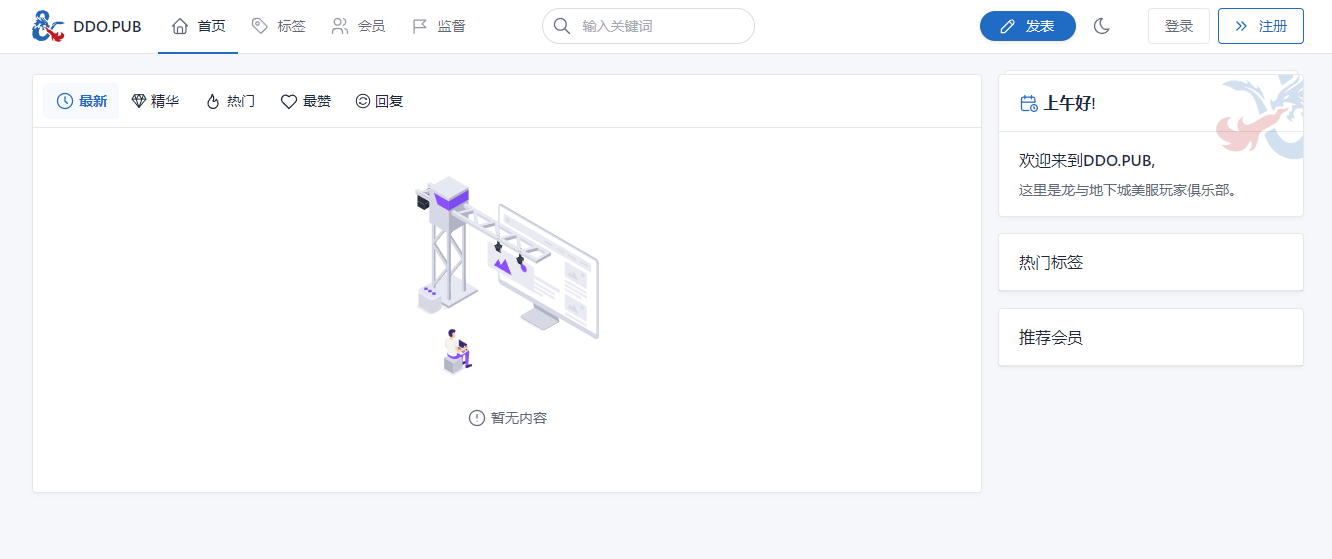 DDO.PUB 首页 标签 会员 监督 输入关键词 发表 登录 注册
最新 精华 热门 最赞 回复
暂无内容
上午好!
欢迎来到DDO.PUB,
这里是龙与地下城美服玩家俱乐部。
热门标签
推荐会员